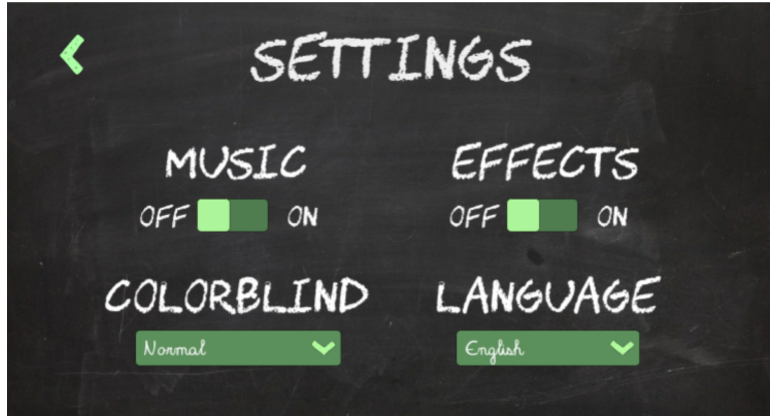 SETTINGS
MUSIC
EFFECTS
OFF ON
OFF ON
COLORBLIND
LANGUAGE
Normal
English